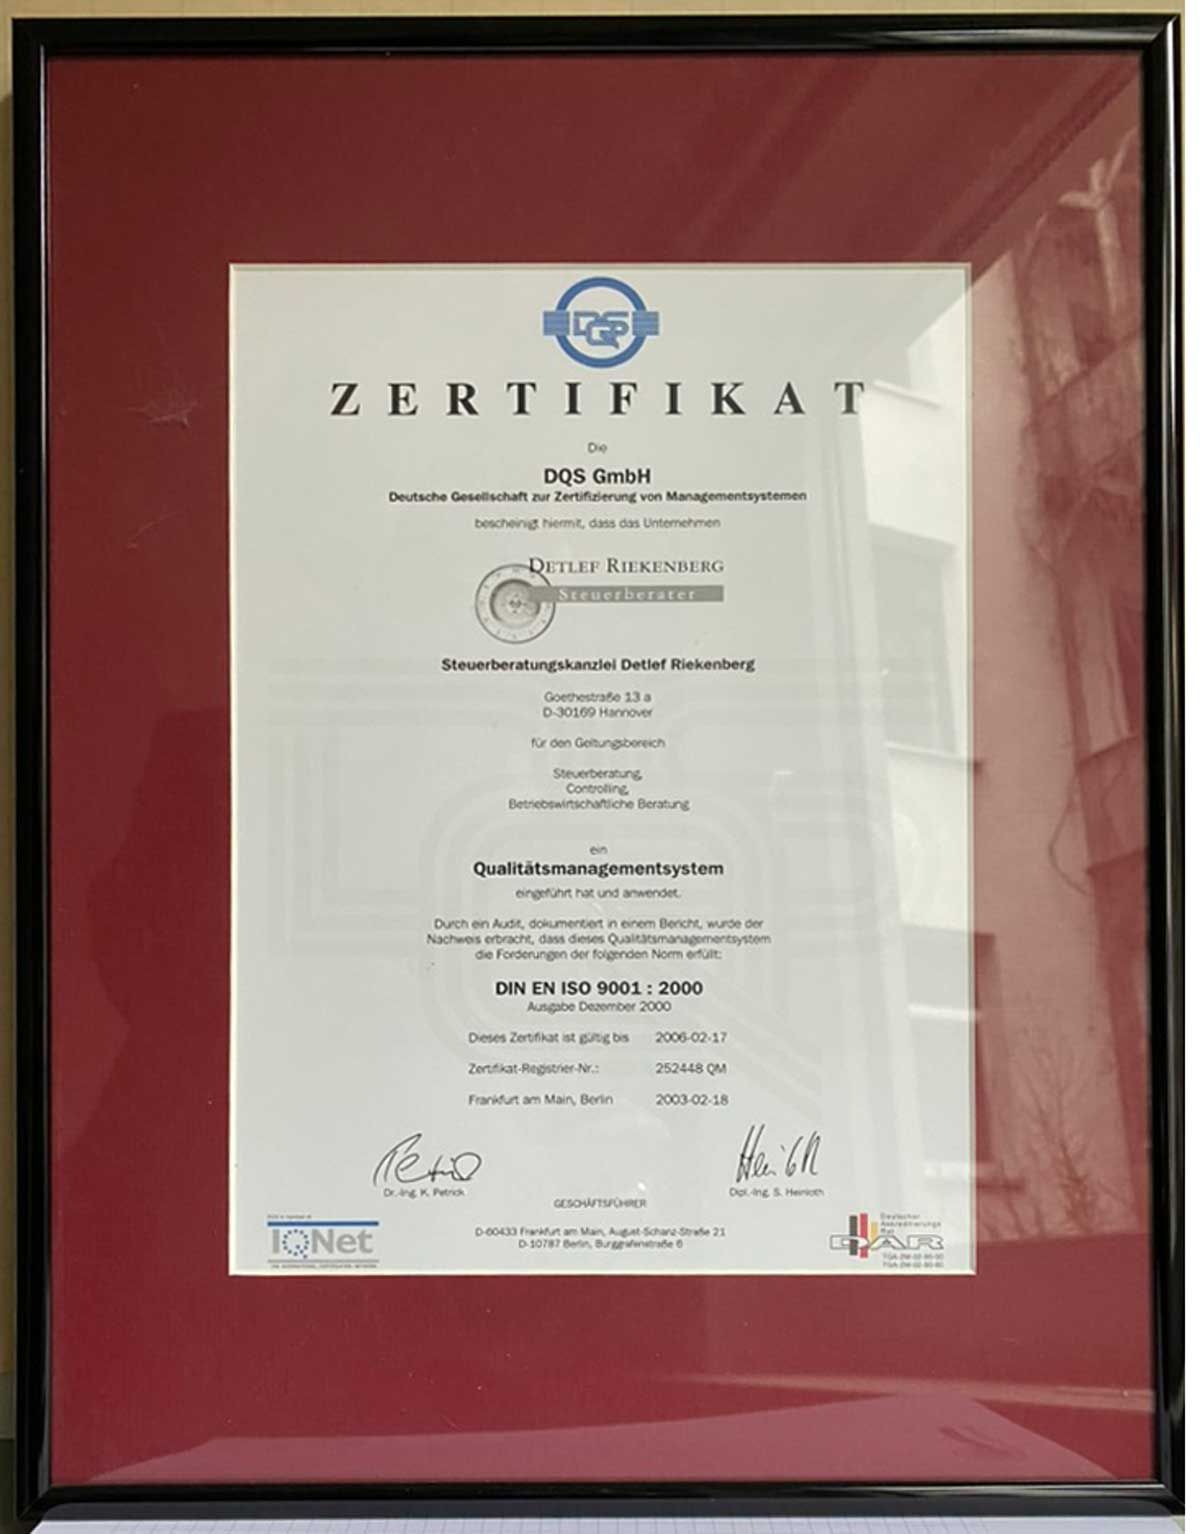 DQS
ZERTIFIKAT
Die
DQS GmbH
Deutsche Gesellschaft zur Zertifizierung von Managementsystemen
bescheinigt hiermit, dass das Unternehmen
DETLEF RIEKENBERG
Steuerberater
Steuerberatungskanzlei Detlef Riekenberg
Goethestraße 13 a
D-30169 Hannover
für den Geltungsbereich
Steuerberatung,
Controlling,
Betriebswirtschaftliche Beratung
ein
Qualitätsmanagementsystem
eingeführt hat und anwendet.
Durch ein Audit, dokumentiert in einem Bericht, wurde der
Nachweis erbracht, dass dieses Qualitätsmanagementsystem
die Forderungen der folgenden Norm erfüllt:
DIN EN ISO 9001 : 2000
Ausgabe Dezember 2000
Dieses Zertifikat ist gültig bis 2006-02-17
Zertifikat-Registrier-Nr.: 252448 QM
Frankfurt am Main, Berlin 2003-02-18
Dr.-Ing. K. Petrick
Dipl.-Ing. S. Heinloth
GESCHÄFTSFÜHRER
D-60433 Frankfurt am Main, August-Schanz-Straße 21
D-10787 Berlin, Burggrafenstraße 6
IQNet
Deutscher
Akkreditierungs
Rat
DAR